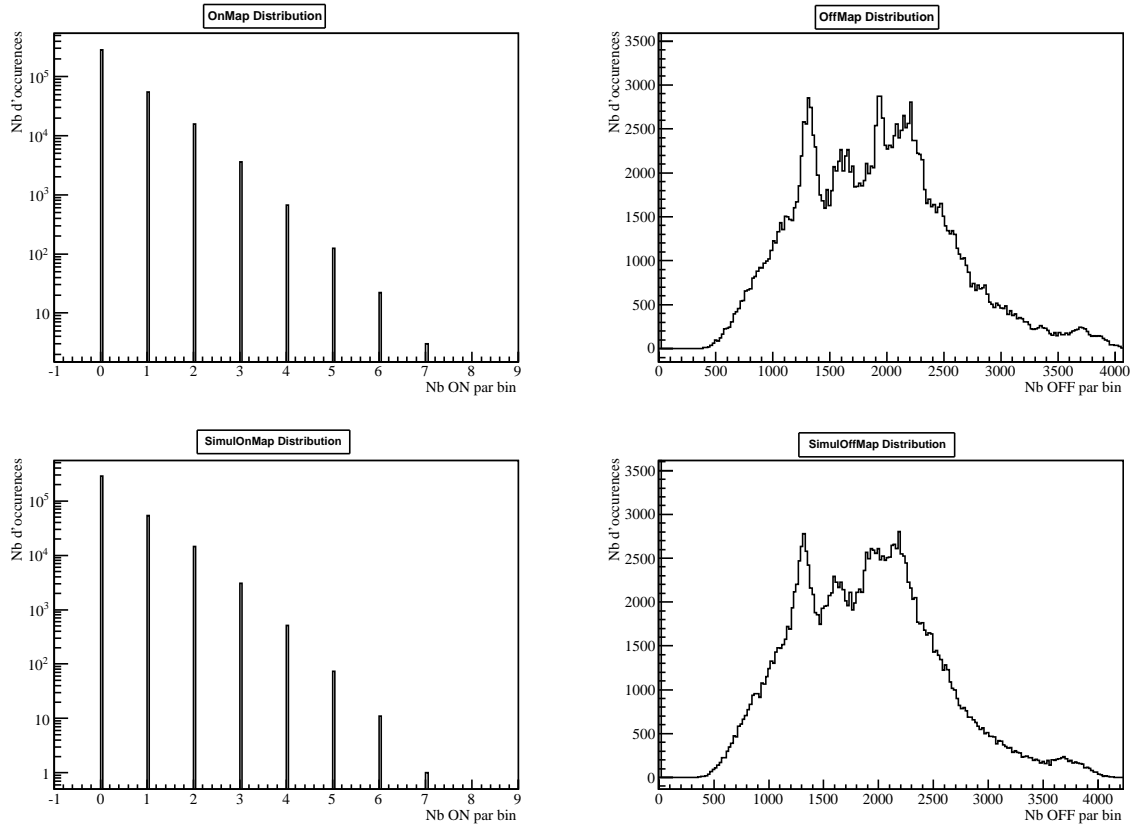 OnMap Distribution
Nb d'occurences
10^5
10^4
10^3
10^2
10
-1 0 1 2 3 4 5 6 7 8 9
Nb ON par bin
OffMap Distribution
Nb d'occurences
3500
3000
2500
2000
1500
1000
500
0
0 500 1000 1500 2000 2500 3000 3500 4000
Nb OFF par bin
SimulOnMap Distribution
Nb d'occurences
10^5
10^4
10^3
10^2
10
1
-1 0 1 2 3 4 5 6 7 8 9
Nb ON par bin
SimulOffMap Distribution
Nb d'occurences
3500
3000
2500
2000
1500
1000
500
0
0 500 1000 1500 2000 2500 3000 3500 4000
Nb OFF par bin